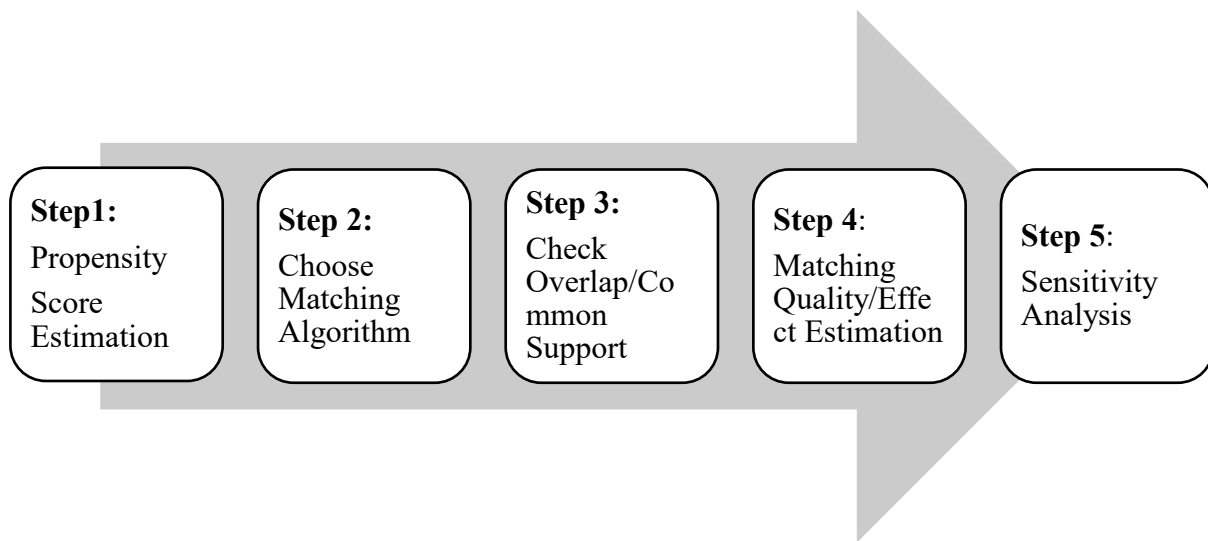 Step1:
Propensity
Score
Estimation
Step 2:
Choose
Matching
Algorithm
Step 3:
Check
Overlap/Co
mmon
Support
Step 4:
Matching
Quality/Effe
ct Estimation
Step 5:
Sensitivity
Analysis